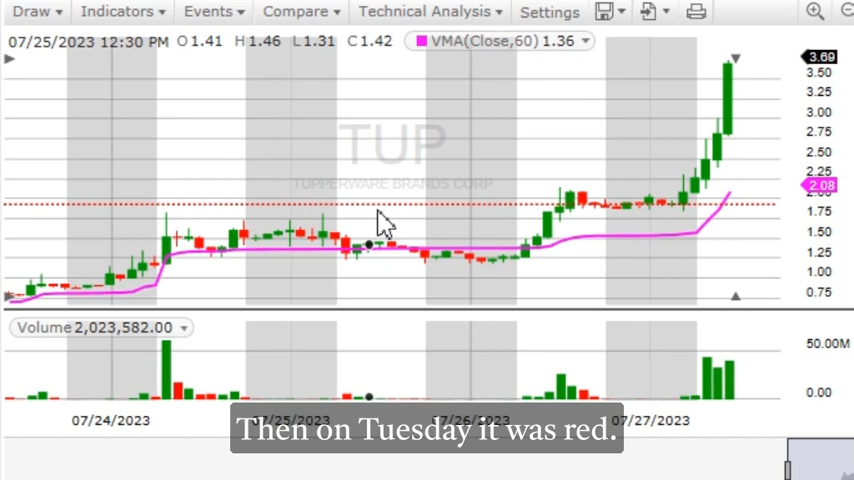 Draw Indicators Events Compare Technical Analysis Settings
07/25/2023 12:30 PM O1.41 H1.46 L1.31 C1.42 VMA(Close,60) 1.36
TUP
TUPPERWARE BRANDS CORP
3.69
3.50
3.25
3.00
2.75
2.50
2.25
2.08
1.75
1.50
1.25
1.00
0.75
Volume 2,023,582.00
50.00M
0.00
07/24/2023 07/25/2023 07/26/2023 07/27/2023
Then on Tuesday it was red.